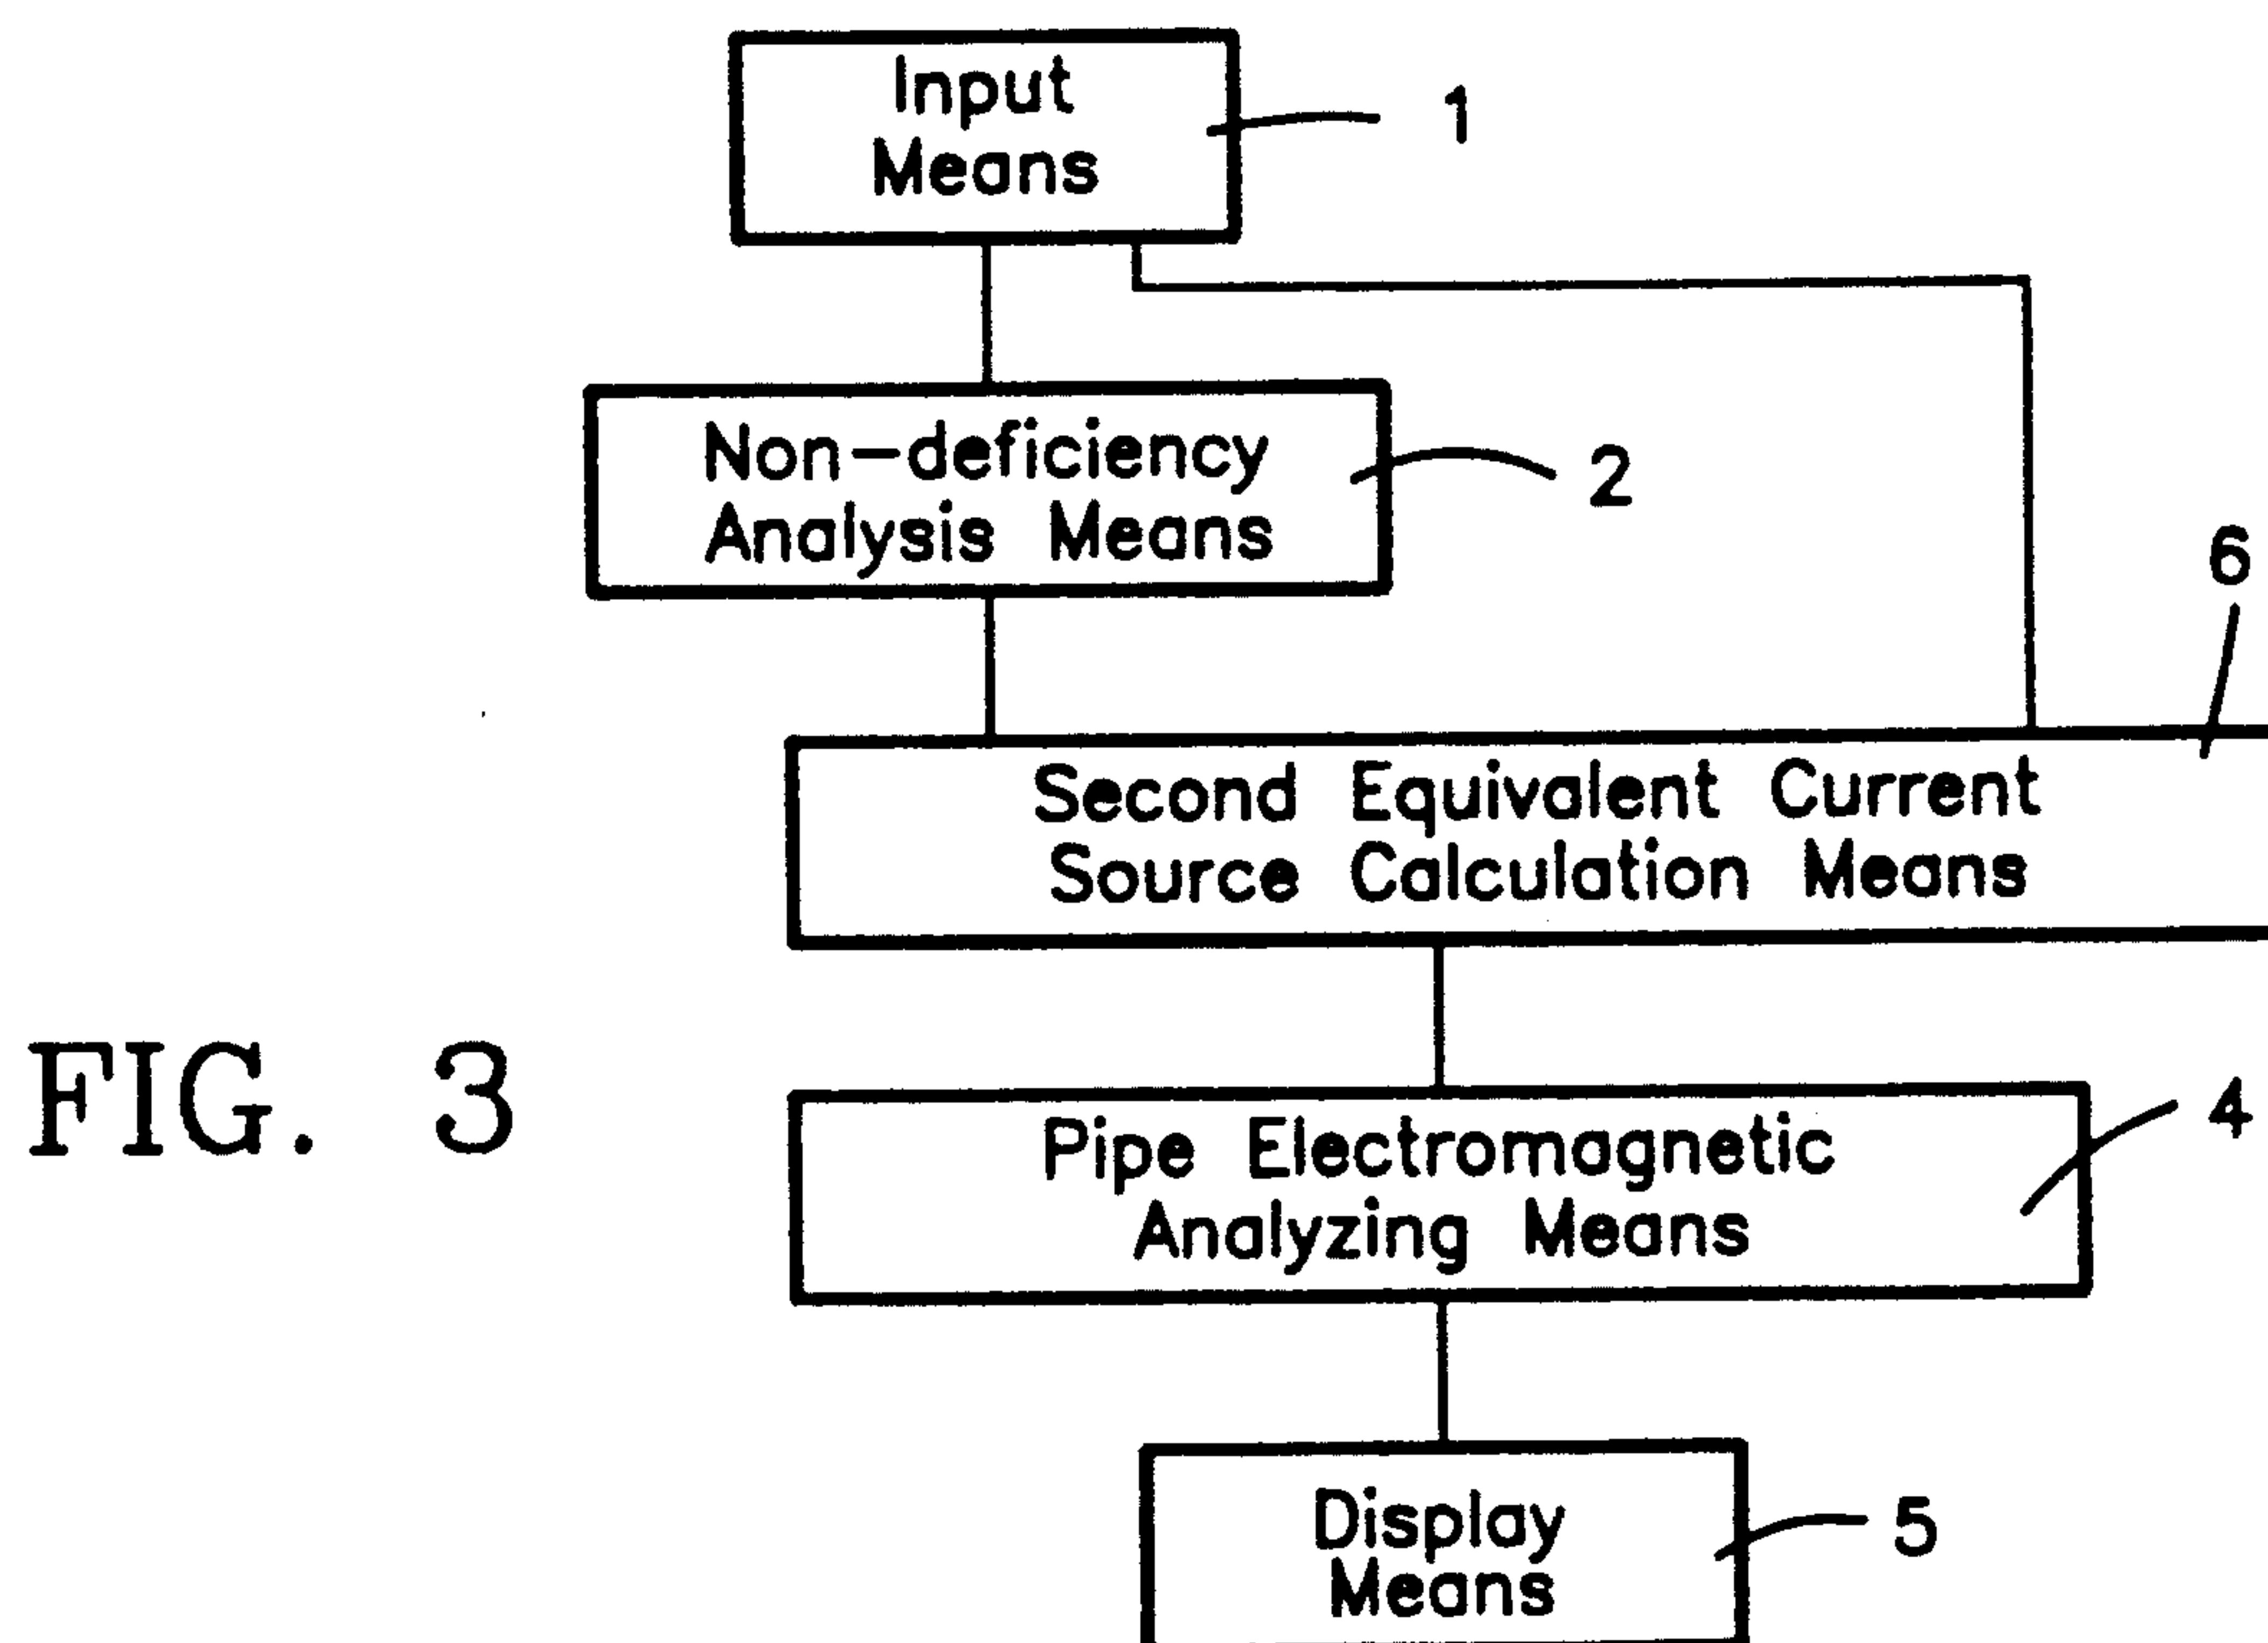 Input
Means
1
Non-deficiency
Analysis Means
2
6
Second Equivalent Current
Source Calculation Means
FIG. 3
Pipe Electromagnetic
Analyzing Means
4
Display
Means
5